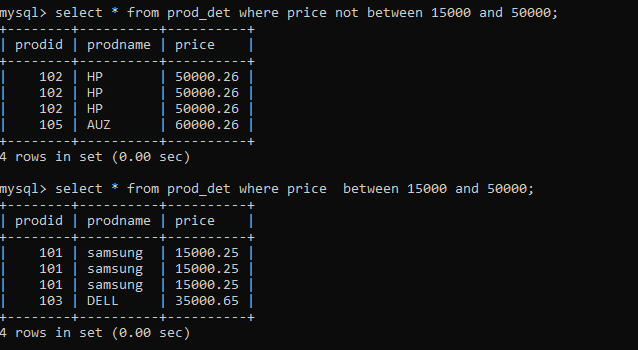 mysql> select * from prod_det where price not between 15000 and 50000;
+--------+----------+----------+
| prodid | prodname | price    |
+--------+----------+----------+
|    102 | HP       | 50000.26 |
|    102 | HP       | 50000.26 |
|    102 | HP       | 50000.26 |
|    105 | AUZ      | 60000.26 |
+--------+----------+----------+
4 rows in set (0.00 sec)
mysql> select * from prod_det where price  between 15000 and 50000;
+--------+----------+----------+
| prodid | prodname | price    |
+--------+----------+----------+
|    101 | samsung  | 15000.25 |
|    101 | samsung  | 15000.25 |
|    101 | samsung  | 15000.25 |
|    103 | DELL     | 35000.65 |
+--------+----------+----------+
4 rows in set (0.00 sec)